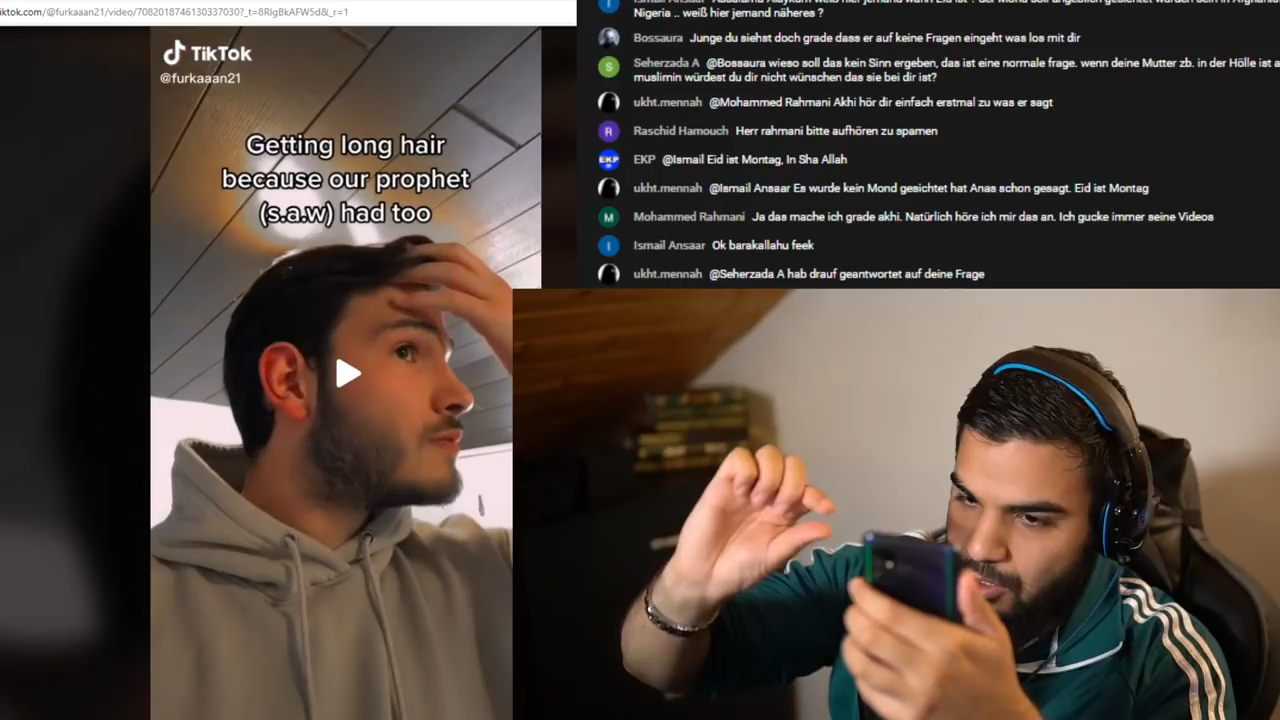 iktok.com/@furkaaan21/video/7082018746130337030?_t=8RlgBkAFW5d&_r=1
TikTok
@furkaaan21
Getting long hair
because our prophet
(s.a.w) had too
Nigeria .. weiß hier jemand näheres ?
Bossaura Junge du siehst doch grade dass er auf keine Fragen eingeht was los mit dir
Seherzada A @Bossaura wieso soll das kein Sinn ergeben, das ist eine normale frage. wenn deine Mutter zb. in der Hölle ist a
muslimin würdest du dir nicht wünschen das sie bei dir ist?
ukht.mennah @Mohammed Rahmani Akhi hör dir einfach erstmal zu was er sagt
Raschid Hamouch Herr rahmani bitte aufhören zu spamen
EKP @Ismail Eid ist Montag, In Sha Allah
ukht.mennah @Ismail Ansaar Es wurde kein Mond gesichtet hat Anas schon gesagt. Eid ist Montag
Mohammed Rahmani Ja das mache ich grade akhi. Natürlich höre ich mir das an. Ich gucke immer seine Videos
Ismail Ansaar Ok barakallahu feek
ukht.mennah @Seherzada A hab drauf geantwortet auf deine Frage